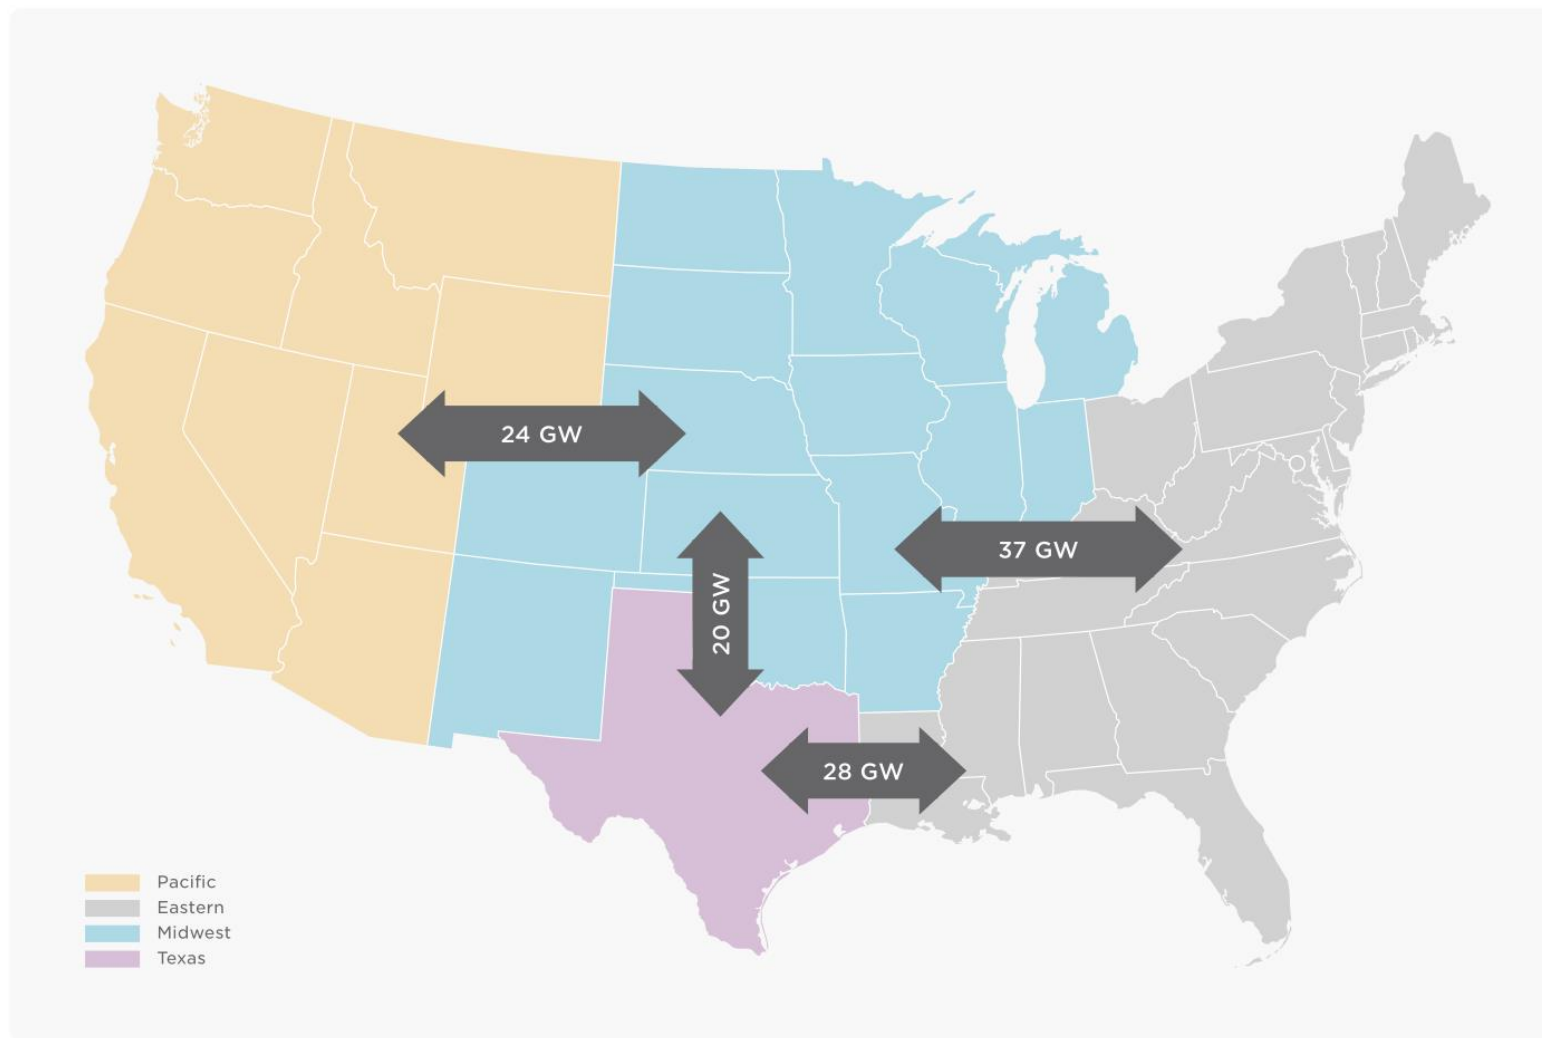 24 GW
37 GW
20 GW
28 GW
Pacific
Eastern
Midwest
Texas